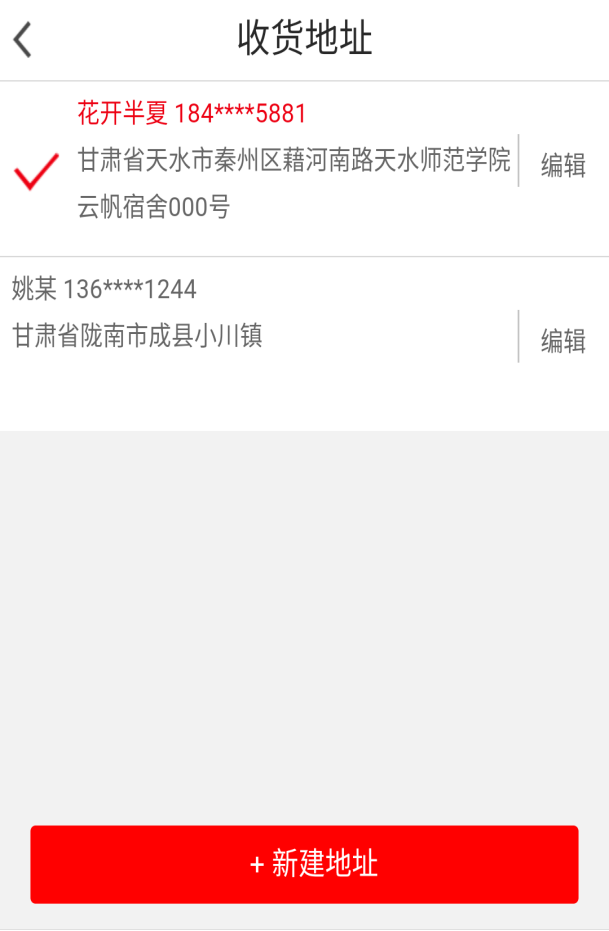 收货地址
花开半夏 184****5881
甘肃省天水市秦州区藉河南路天水师范学院
云帆宿舍000号
编辑
姚某 136****1244
甘肃省陇南市成县小川镇
编辑
+ 新建地址